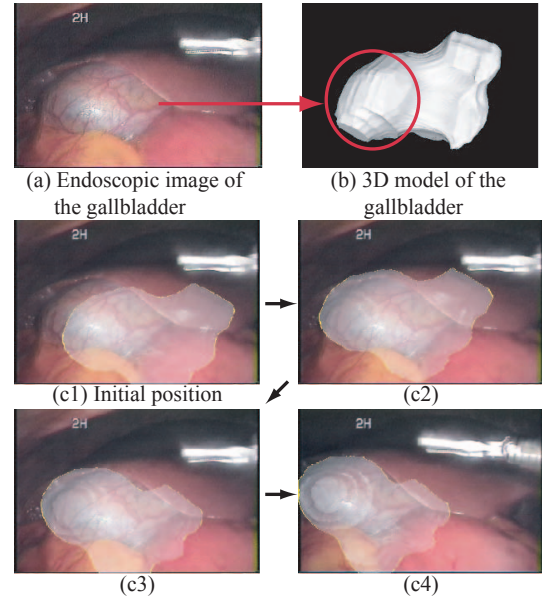 2H
(a) Endoscopic image of
the gallbladder
(b) 3D model of the
gallbladder
2H
2H
(c1) Initial position
(c2)
2H
2H
(c3)
(c4)